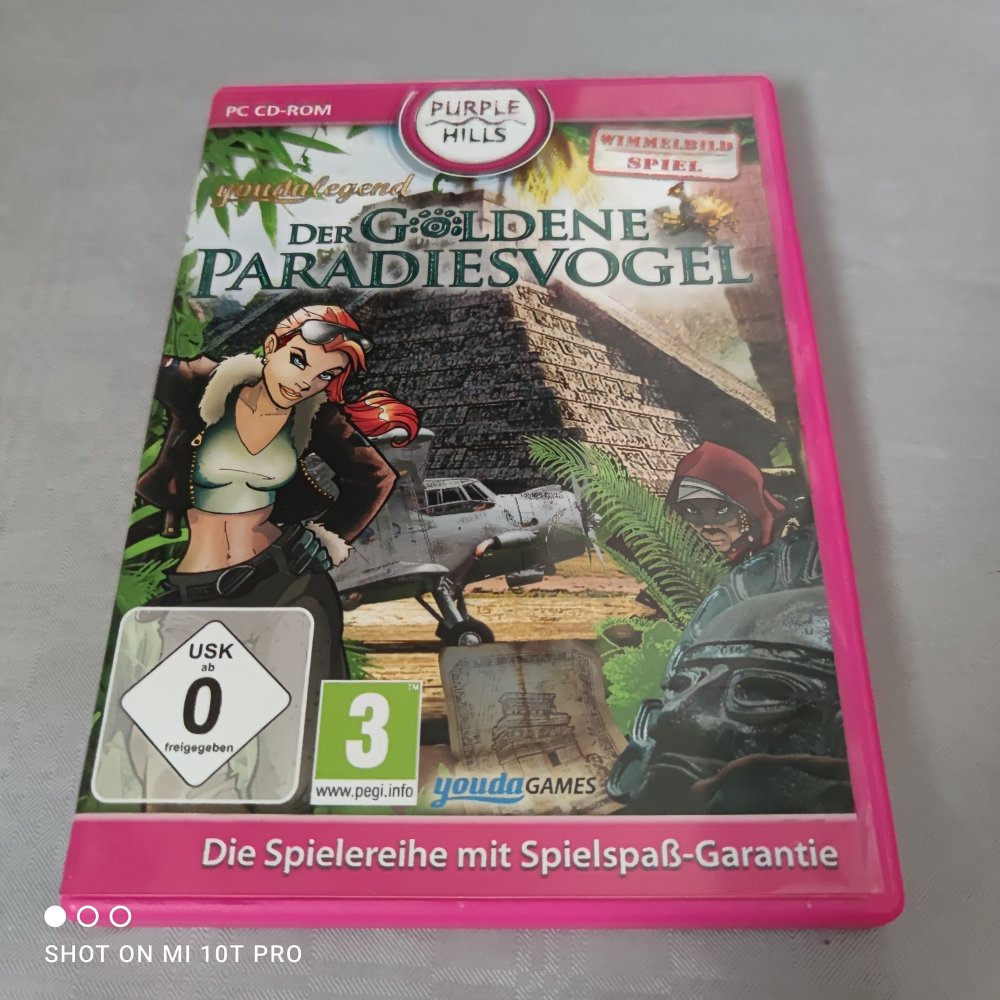 PC CD-ROM
PURPLE
HILLS
WIMMELBILD
SPIEL
youdalegend
DER GOLDENE
PARADIESVOGEL
USK
ab
0
freigegeben
3
TM
www.pegi.info
youdaGAMES
Die Spielereihe mit Spielspaß-Garantie
SHOT ON MI 10T PRO